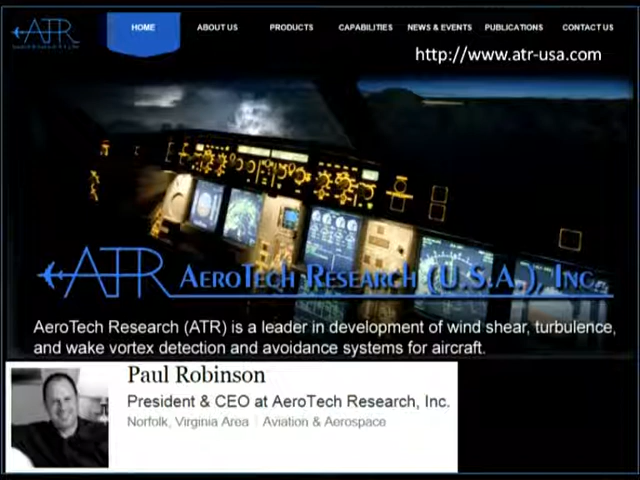 ATR
HOME ABOUT US PRODUCTS CAPABILITIES NEWS & EVENTS PUBLICATIONS CONTACT US
http://www.atr-usa.com
ATR AEROTECH RESEARCH (U.S.A.), INC.
AeroTech Research (ATR) is a leader in development of wind shear, turbulence,
and wake vortex detection and avoidance systems for aircraft.
Paul Robinson
President & CEO at AeroTech Research, Inc.
Norfolk, Virginia Area | Aviation & Aerospace